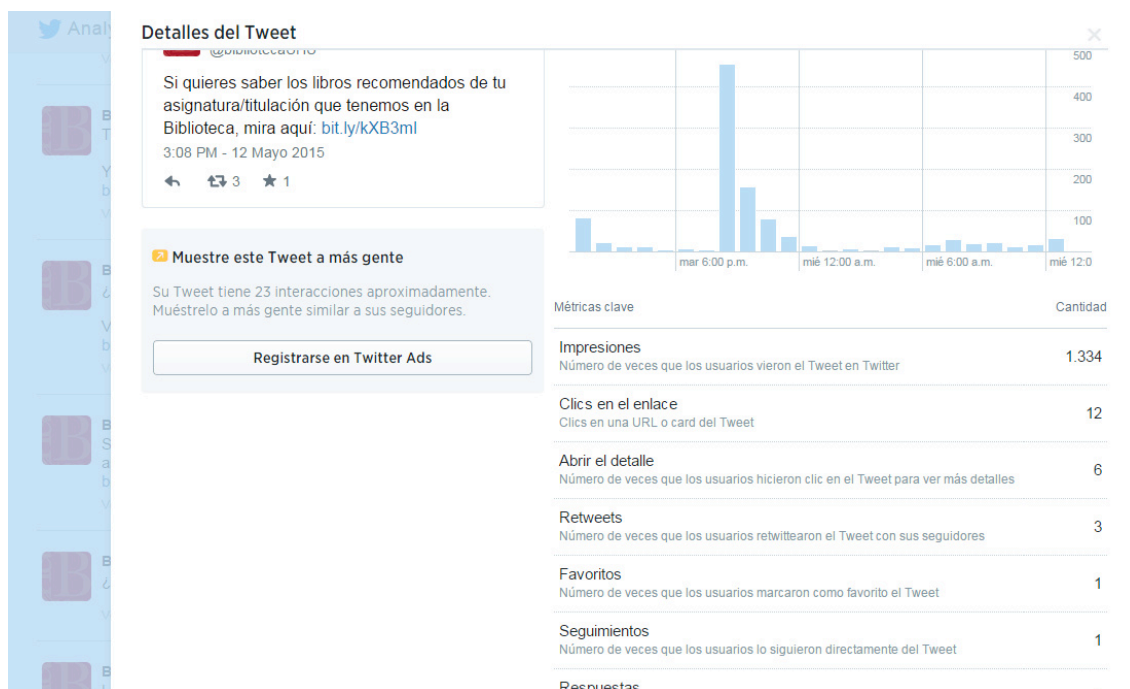 Analy
Detalles del Tweet
@bibliotecaUHU
Si quieres saber los libros recomendados de tu
asignatura/titulación que tenemos en la
Biblioteca, mira aquí: bit.ly/kXB3ml
3:08 PM - 12 Mayo 2015
3 1
Muestre este Tweet a más gente
Su Tweet tiene 23 interacciones aproximadamente.
Muéstrelo a más gente similar a sus seguidores.
Registrarse en Twitter Ads
500
400
300
200
100
mar 6:00 p.m. mié 12:00 a.m. mié 6:00 a.m. mié 12:0
Métricas clave Cantidad
Impresiones 1.334
Número de veces que los usuarios vieron el Tweet en Twitter
Clics en el enlace 12
Clics en una URL o card del Tweet
Abrir el detalle 6
Número de veces que los usuarios hicieron clic en el Tweet para ver más detalles
Retweets 3
Número de veces que los usuarios retwittearon el Tweet con sus seguidores
Favoritos 1
Número de veces que los usuarios marcaron como favorito el Tweet
Seguimientos 1
Número de veces que los usuarios lo siguieron directamente del Tweet
Respuestas